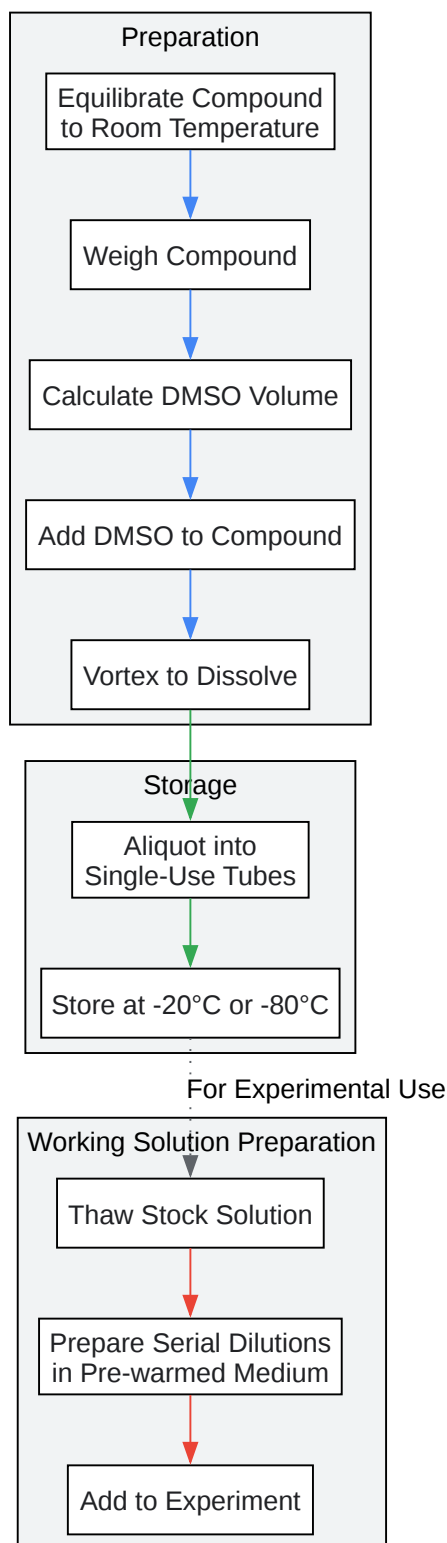 Preparation
Equilibrate Compound
to Room Temperature
Weigh Compound
Calculate DMSO Volume
Add DMSO to Compound
Vortex to Dissolve
Storage
Aliquot into
Single-Use Tubes
Store at -20°C or -80°C
For Experimental Use
Working Solution Preparation
Thaw Stock Solution
Prepare Serial Dilutions
in Pre-warmed Medium
Add to Experiment